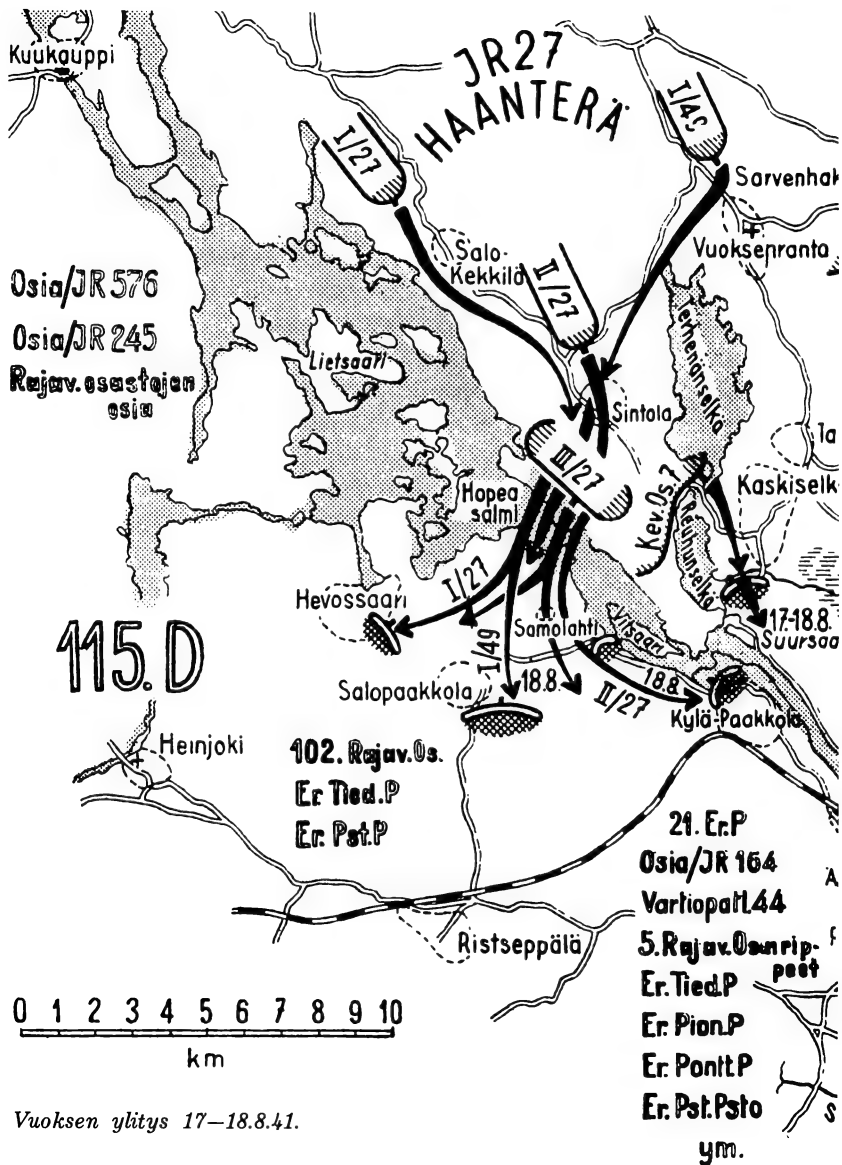 Kuukauppi
JR27
HAANTERÄ
I/27
I/49
Sarvenhak
Vuoksenranta
Salo-
Kekkilä
II/27
Osia/JR 576
Osia/JR 245
Rajav. osastojen
osia
Lietsaari
Terhenänselkä
Sintola
III/27
Hopea
salmi
Kev. Os. 7
Rauhunselkä
Ta
Kaskiselk
Hevossaari
I/27
115. D
Samolahti
Vitsaari
17-18.8.
Suursaa
I/49
18.8.
18.8.
II/27
Salopaakkola
Kylä-Paakkola
Heinjoki
102. Rajav. Os.
Er. Tied. P
Er. Pst. P
21. Er. P
Osia/JR 164
Vartiopatl. 44
5. Rajav. Os:n rip-
peet
Er. Tied. P
Er. Pion. P
Er. Pontt. P
Er. Pst. Psto
ym.
A
Ristseppälä
S
0 1 2 3 4 5 6 7 8 9 10
km
Vuoksen ylitys 17—18.8.41.